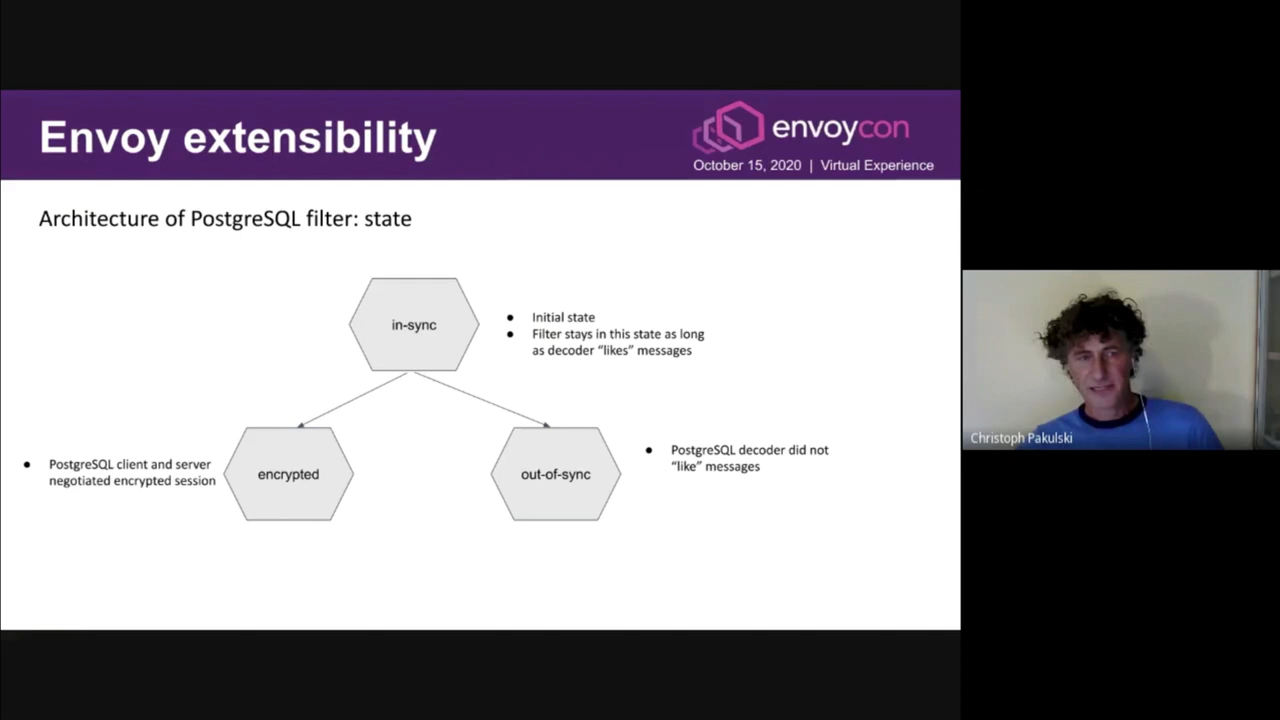 Envoy extensibility
envoycon
October 15, 2020 | Virtual Experience
Architecture of PostgreSQL filter: state
in-sync
● Initial state
● Filter stays in this state as long
as decoder “likes” messages
● PostgreSQL client and server
negotiated encrypted session
encrypted
out-of-sync
● PostgreSQL decoder did not
“like” messages
Christoph Pakulski